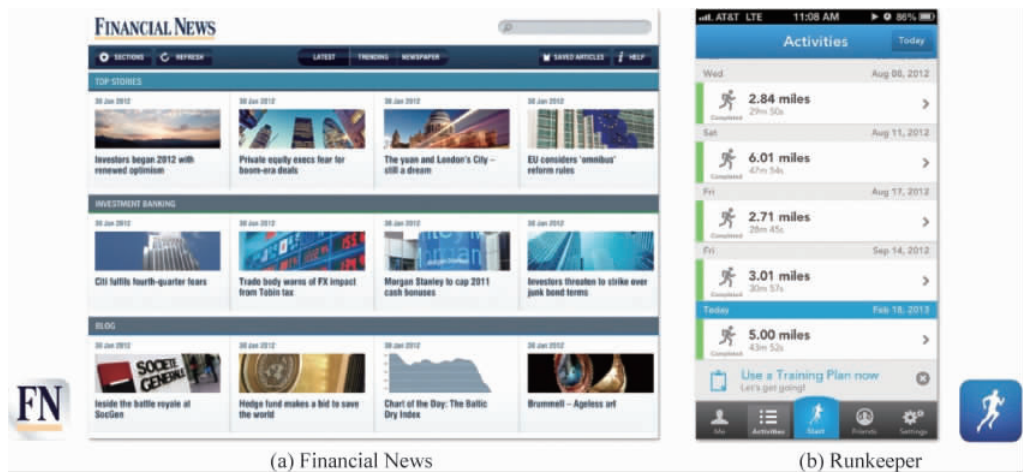 FINANCIAL NEWS
SECTIONS REFRESH LATEST TRENDING NEWSPAPER SAVED ARTICLES i HELP
TOP STORIES
30 Jan 2012 30 Jan 2012 30 Jan 2012 30 Jan 2012
Investors began 2012 with Private equity execs fear for The yuan and London's City – EU considers 'omnibus'
renewed optimism boom-era deals still a dream reform rules
INVESTMENT BANKING
30 Jan 2012 30 Jan 2012 30 Jan 2012 30 Jan 2012
Citi fulfils fourth-quarter fears Trade body warns of FX impact Morgan Stanley to cap 2011 Investors threaten to strike over
from Tobin tax cash bonuses junk bond terms
BLOG
30 Jan 2012 30 Jan 2012 30 Jan 2012 30 Jan 2012
SOCIETE
GENERALE
Inside the battle royale at Hedge fund makes a bid to save Chart of the Day: The Baltic Brummell – Ageless art
SocGen the world Dry Index
FN
(a) Financial News
AT&T LTE 11:08 AM 86%
Activities Today
Wed Aug 08, 2012
2.84 miles
29m 50s
Completed
Sat Aug 11, 2012
6.01 miles
47m 54s
Completed
Fri Aug 17, 2012
2.71 miles
28m 45s
Completed
Fri Sep 14, 2012
3.01 miles
30m 57s
Completed
Today Feb 18, 2013
5.00 miles
43m 52s
Completed
Use a Training Plan now
Let's get going!
Me Activities Start Friends Settings
(b) Runkeeper